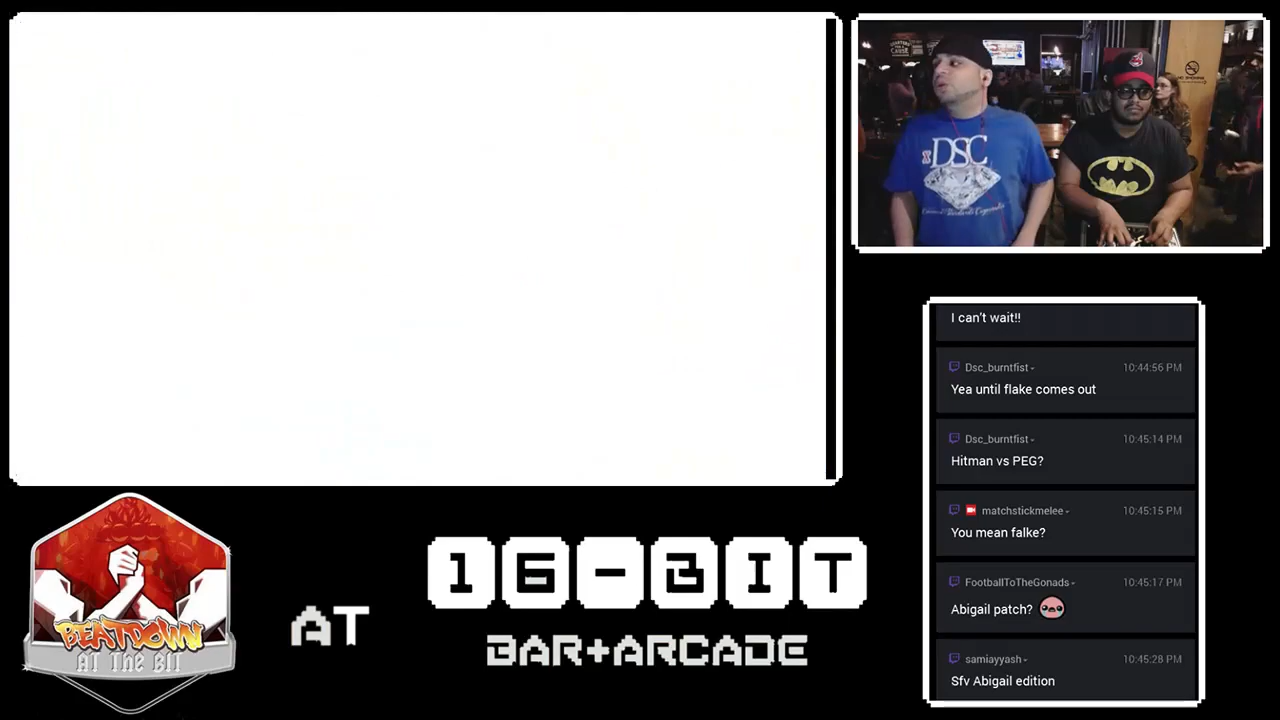 DSC
I can't wait!!
Dsc_burntfist
10:44:56 PM
Yea until flake comes out
Dsc_burntfist
10:45:14 PM
Hitman vs PEG?
matchstickmelee
10:45:15 PM
You mean falke?
FootballToTheGonads
10:45:17 PM
Abigail patch?
samiayyash
10:45:28 PM
Sfv Abigail edition
BEATDOWN
AT THE BIT
AT
16-BIT
BAR+ARCADE